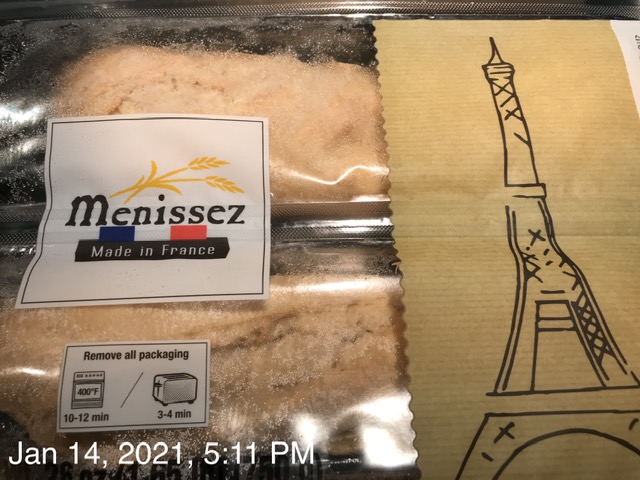 Menissez
Made in France
Remove all packaging
400°F
10-12 min
3-4 min
Jan 14, 2021, 5:11 PM